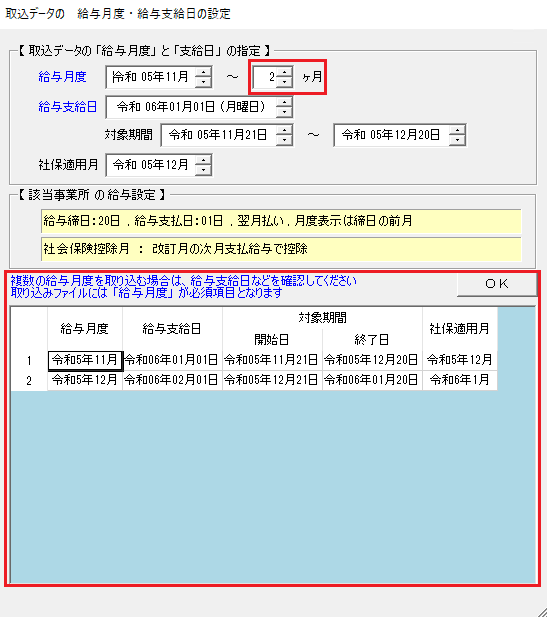 取込データの　給与月度・給与支給日の設定
【 取込データの「給与月度」と「支給日」の指定 】
給与月度 令和 05年11月 ～ 2 ヶ月
給与支給日 令和 06年01月01日（月曜日）
対象期間 令和 05年11月21日 ～ 令和 05年12月20日
社保適用月 令和 05年12月
【 該当事業所 の 給与設定 】
給与締日:20日 , 給与支払日:01日 , 翌月払い , 月度表示は締日の前月
社会保険控除月 ： 改訂月の次月支払給与で控除
複数の給与月度を取り込む場合は、給与支給日などを確認してください
取り込みファイルには「給与月度」が必須項目となります
ＯＫ
給与月度 給与支給日 対象期間 社保適用月
開始日 終了日
1 令和5年11月 令和06年01月01日 令和05年11月21日 令和05年12月20日 令和5年12月
2 令和5年12月 令和06年02月01日 令和05年12月21日 令和06年01月20日 令和6年1月